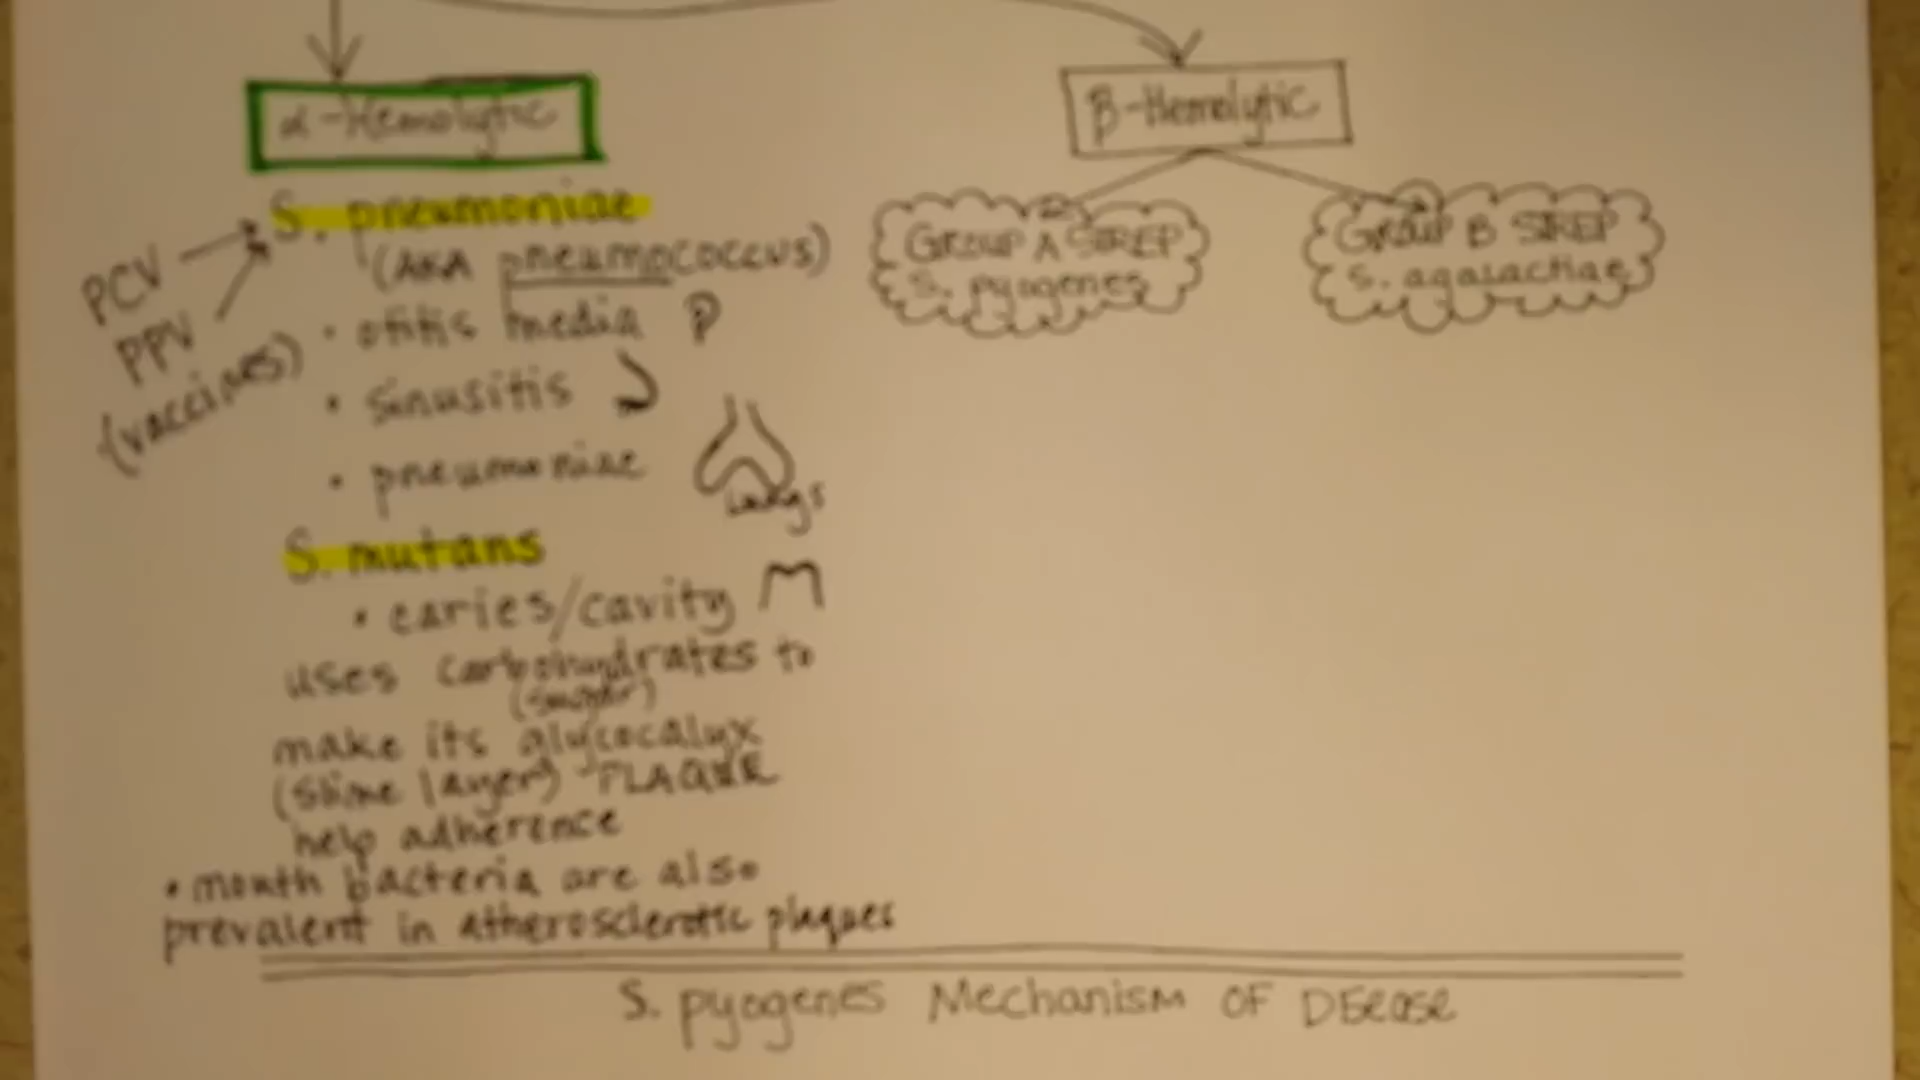 α-Hemolytic
S. pneumoniae
(AKA pneumococcus)
PCV
PPV
(vaccines)
• otitis media
• sinusitis
• pneumoniae
Lungs
S. mutans
• caries/cavity
uses carbohydrates to
(sugar)
make its glycocalyx
(slime layer) -PLAQUE
help adherence
• mouth bacteria are also
prevalent in atherosclerotic plaques
β-Hemolytic
GROUP A STREP
S. pyogenes
GROUP B STREP
S. agalactiae
S. pyogenes Mechanism OF DISEASE